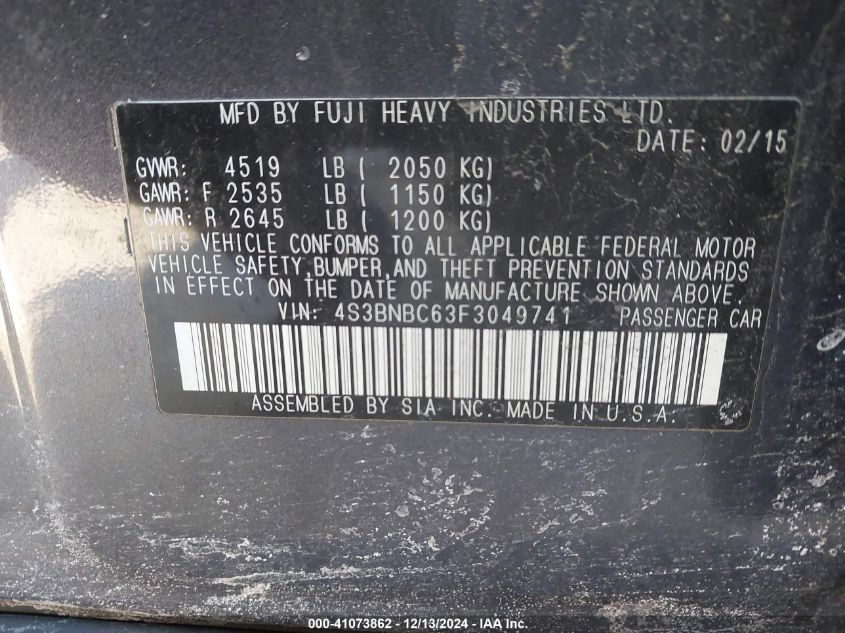 MFD BY FUJI HEAVY INDUSTRIES LTD.
DATE: 02/15
GVWR: 4519 LB ( 2050 KG)
GAWR: F 2535 LB ( 1150 KG)
GAWR: R 2645 LB ( 1200 KG)
THIS VEHICLE CONFORMS TO ALL APPLICABLE FEDERAL MOTOR
VEHICLE SAFETY, BUMPER, AND THEFT PREVENTION STANDARDS
IN EFFECT ON THE DATE OF MANUFACTURE SHOWN ABOVE.
VIN: 4S3BNBC63F3049741 PASSENGER CAR
ASSEMBLED BY SIA INC. MADE IN U.S.A.
000-41073862 - 12/13/2024 - IAA Inc.